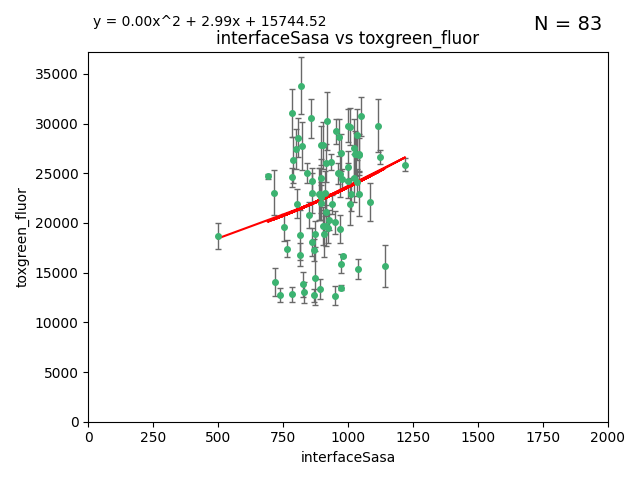 y = 0.00x^2 + 2.99x + 15744.52
N = 83
interfaceSasa vs toxgreen_fluor
35000
30000
25000
20000
15000
10000
5000
0
toxgreen_fluor
0 250 500 750 1000 1250 1500 1750 2000
interfaceSasa